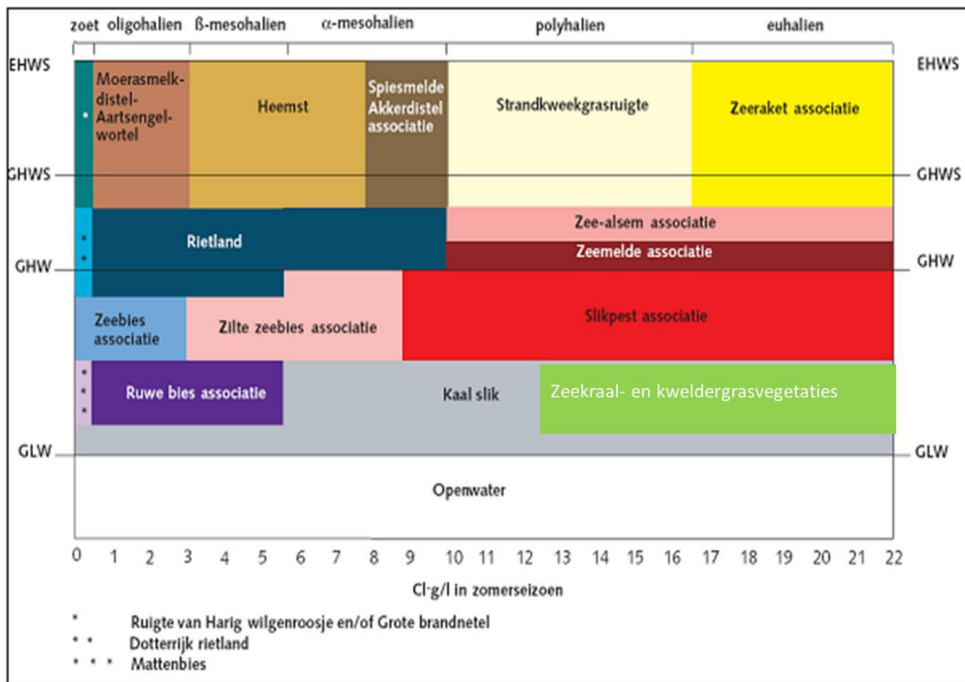 zoet oligohalien ß-mesohalien α-mesohalien polyhalien euhalien
EHWS EHWS
Moerasmelk-
distel-
Aartsengel-
wortel
*
Heemst
Spiesmelde
Akkerdistel
associatie
Strandkweekgrasruigte
Zeeraket associatie
GHWS GHWS
*
*
Rietland
Zee-alsem associatie
Zeemelde associatie
GHW GHW
Zeebies
associatie
Zilte zeebies associatie
Slikpest associatie
*
*
*
Ruwe bies associatie
Kaal slik
Zeekraal- en kweldergrasvegetaties
GLW GLW
Openwater
0 1 2 3 4 5 6 7 8 9 10 11 12 13 14 15 16 17 18 19 20 21 22
Cl-g/l in zomerseizoen
* Ruigte van Harig wilgenroosje en/of Grote brandnetel
* * Dotterrijk rietland
* * * Mattenbies